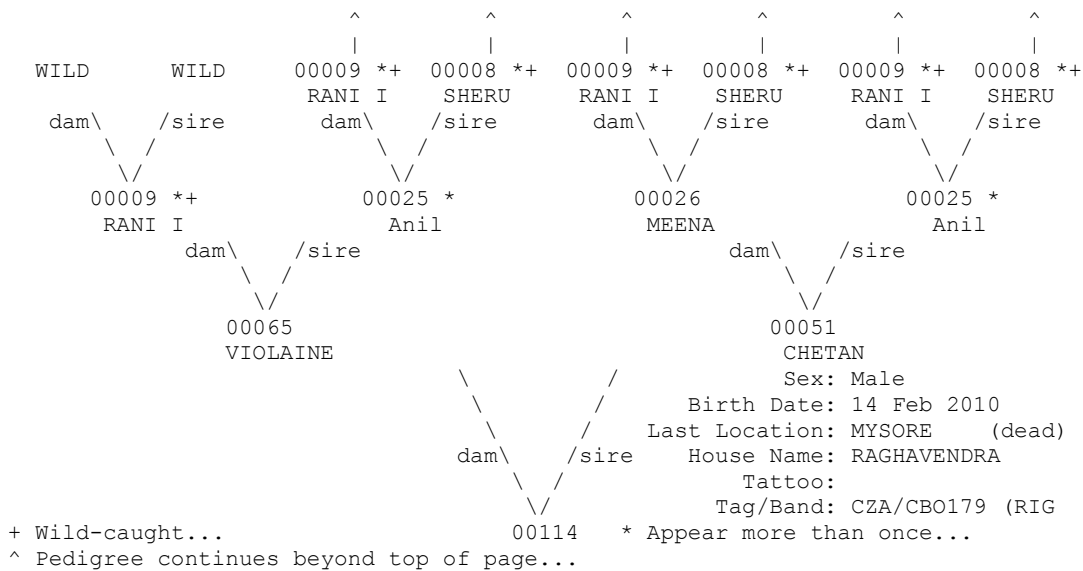 ^ ^ ^ ^ ^ ^
| | | | | |
WILD WILD 00009 *+ 00008 *+ 00009 *+ 00008 *+ 00009 *+ 00008 *+
RANI I SHERU RANI I SHERU RANI I SHERU
dam\ /sire dam\ /sire dam\ /sire dam\ /sire
\ / \ / \ / \ /
\/ \/ \/ \/
00009 *+ 00025 * 00026 00025 *
RANI I Anil MEENA Anil
dam\ /sire dam\ /sire
\ / \ /
\/ \/
00065 00051
VIOLAINE CHETAN
\ / Sex: Male
\ / Birth Date: 14 Feb 2010
\ / Last Location: MYSORE (dead)
dam\ /sire House Name: RAGHAVENDRA
\ / Tattoo:
\/ Tag/Band: CZA/CBO179 (RIG
+ Wild-caught... 00114 * Appear more than once...
^ Pedigree continues beyond top of page...